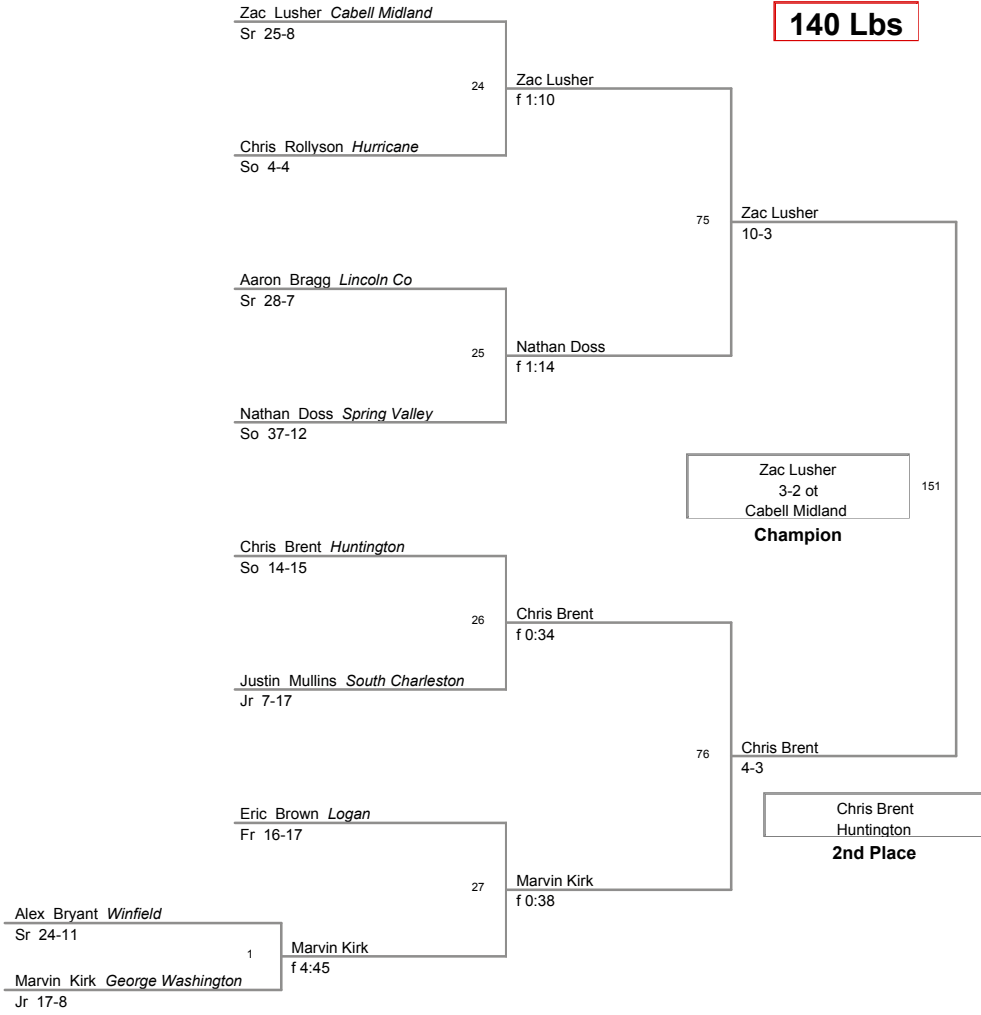 Zac Lusher Cabell Midland
140 Lbs
Sr 25-8
24
Zac Lusher
f 1:10
Chris Rollyson Hurricane
So 4-4
75
Zac Lusher
10-3
Aaron Bragg Lincoln Co
Sr 28-7
25
Nathan Doss
f 1:14
Nathan Doss Spring Valley
So 37-12
Zac Lusher
3-2 ot
Cabell Midland
151
Champion
Chris Brent Huntington
So 14-15
26
Chris Brent
f 0:34
Justin Mullins South Charleston
Jr 7-17
76
Chris Brent
4-3
Chris Brent
Huntington
2nd Place
Eric Brown Logan
Fr 16-17
27
Marvin Kirk
f 0:38
Alex Bryant Winfield
Sr 24-11
1
Marvin Kirk
f 4:45
Marvin Kirk George Washington
Jr 17-8